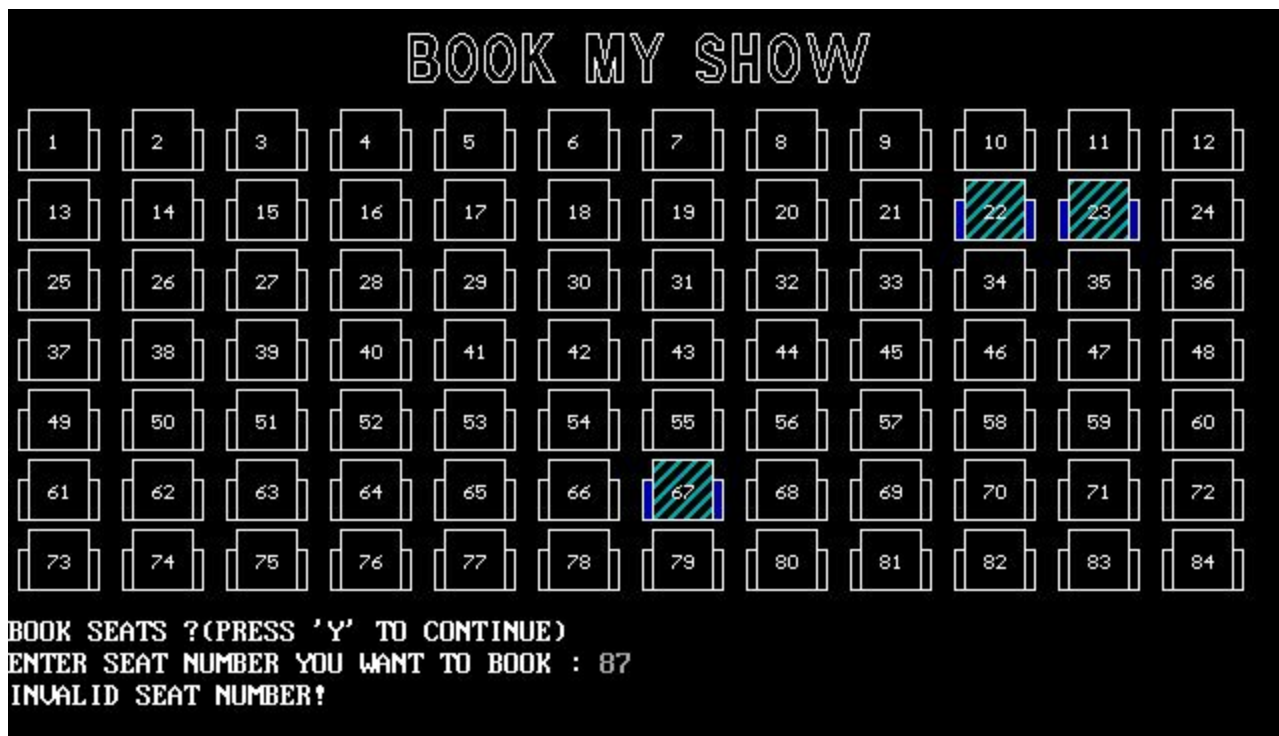 BOOK MY SHOW
1 2 3 4 5 6 7 8 9 10 11 12
13 14 15 16 17 18 19 20 21 22 23 24
25 26 27 28 29 30 31 32 33 34 35 36
37 38 39 40 41 42 43 44 45 46 47 48
49 50 51 52 53 54 55 56 57 58 59 60
61 62 63 64 65 66 67 68 69 70 71 72
73 74 75 76 77 78 79 80 81 82 83 84
BOOK SEATS ?(PRESS 'Y' TO CONTINUE)
ENTER SEAT NUMBER YOU WANT TO BOOK : 87
INVALID SEAT NUMBER!